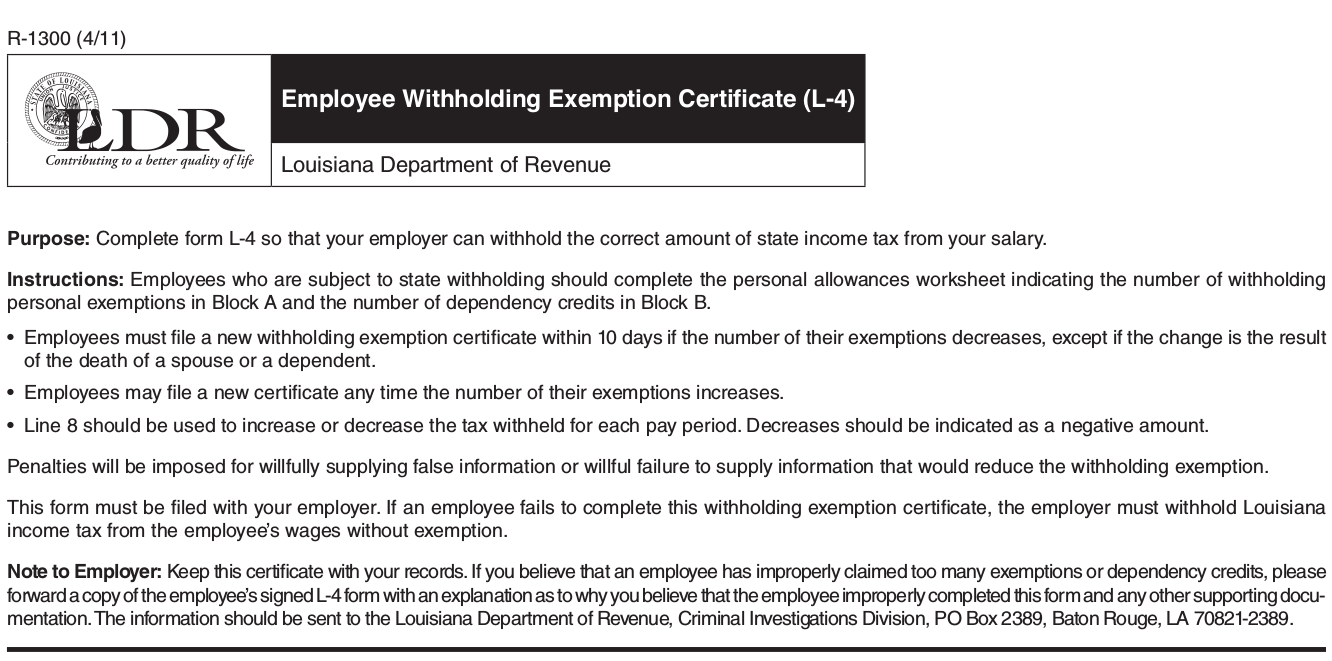 R-1300 (4/11)
STATE OF LOUISIANA
LDR
Contributing to a better quality of life
Employee Withholding Exemption Certificate (L-4)
Louisiana Department of Revenue
Purpose: Complete form L-4 so that your employer can withhold the correct amount of state income tax from your salary.
Instructions: Employees who are subject to state withholding should complete the personal allowances worksheet indicating the number of withholding
personal exemptions in Block A and the number of dependency credits in Block B.
• Employees must file a new withholding exemption certificate within 10 days if the number of their exemptions decreases, except if the change is the result
of the death of a spouse or a dependent.
• Employees may file a new certificate any time the number of their exemptions increases.
• Line 8 should be used to increase or decrease the tax withheld for each pay period. Decreases should be indicated as a negative amount.
Penalties will be imposed for willfully supplying false information or willful failure to supply information that would reduce the withholding exemption.
This form must be filed with your employer. If an employee fails to complete this withholding exemption certificate, the employer must withhold Louisiana
income tax from the employee’s wages without exemption.
Note to Employer: Keep this certificate with your records. If you believe that an employee has improperly claimed too many exemptions or dependency credits, please
forward a copy of the employee’s signed L-4 form with an explanation as to why you believe that the employee improperly completed this form and any other supporting docu-
mentation. The information should be sent to the Louisiana Department of Revenue, Criminal Investigations Division, PO Box 2389, Baton Rouge, LA 70821-2389.